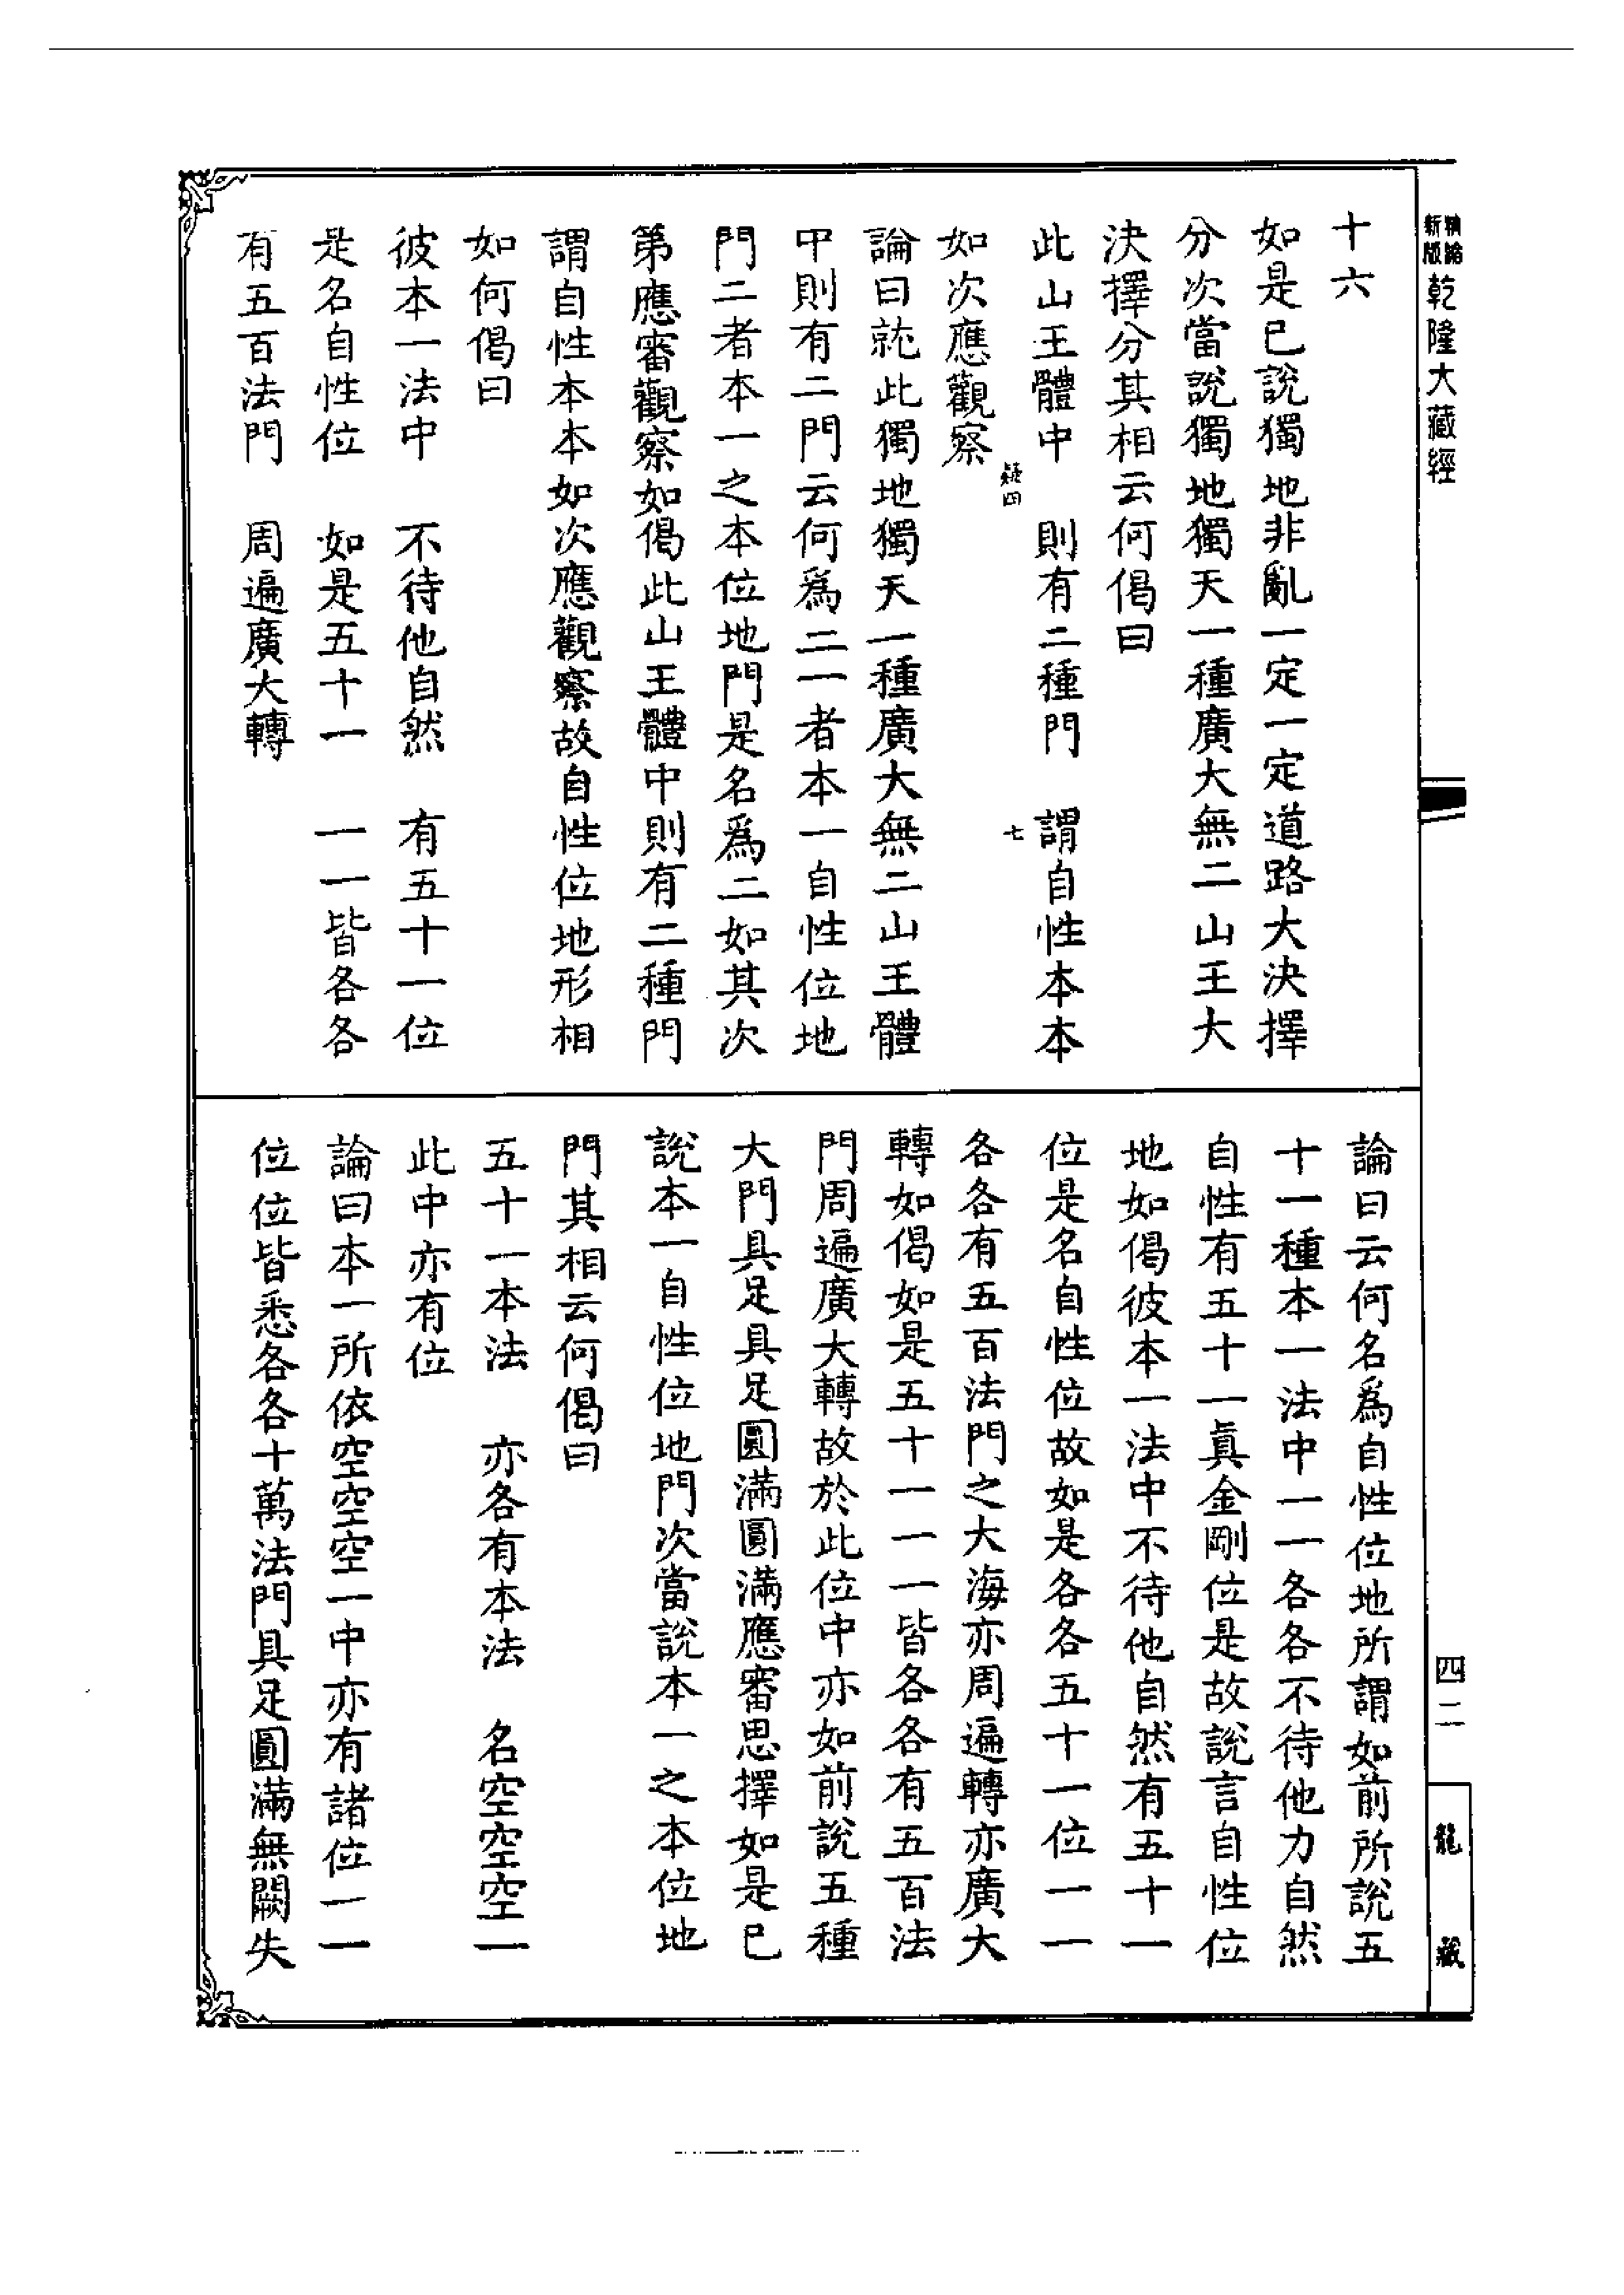 新版
精縮
乾隆大藏經
四二
龍藏
十六
如是已說獨地非亂一定一定道路大決擇
分次當說獨地獨天一種廣大無二山王大
決擇分其相云何偈曰
此山王體中　則有二種門　謂自性本本
疑四　七
如次應觀察
論曰就此獨地獨天一種廣大無二山王體
中則有二門云何爲二一者本一自性位地
門二者本一之本位地門是名爲二如其次
第應審觀察如偈此山王體中則有二種門
謂自性本本如次應觀察故自性位地形相
如何偈曰
彼本一法中　不待他自然　有五十一位
是名自性位　如是五十一　一一皆各各
有五百法門　周遍廣大轉
論曰云何名爲自性位地所謂如前所說五
十一種本一法中一一各各不待他力自然
自性有五十一眞金剛位是故說言自性位
地如偈彼本一法中不待他自然有五十一
位是名自性位故如是各各五十一位一一
各各有五百法門之大海亦周遍轉亦廣大
轉如偈如是五十一一一皆各各有五百法
門周遍廣大轉故於此位中亦如前說五種
大門具足具足圓滿圓滿應審思擇如是已
說本一自性位地門次當說本一之本位地
門其相云何偈曰
五十一本法　亦各有本法　名空空空一
此中亦有位
論曰本一所依空空空一中亦有諸位一一
位位皆悉各各十萬法門具足圓滿無闕失